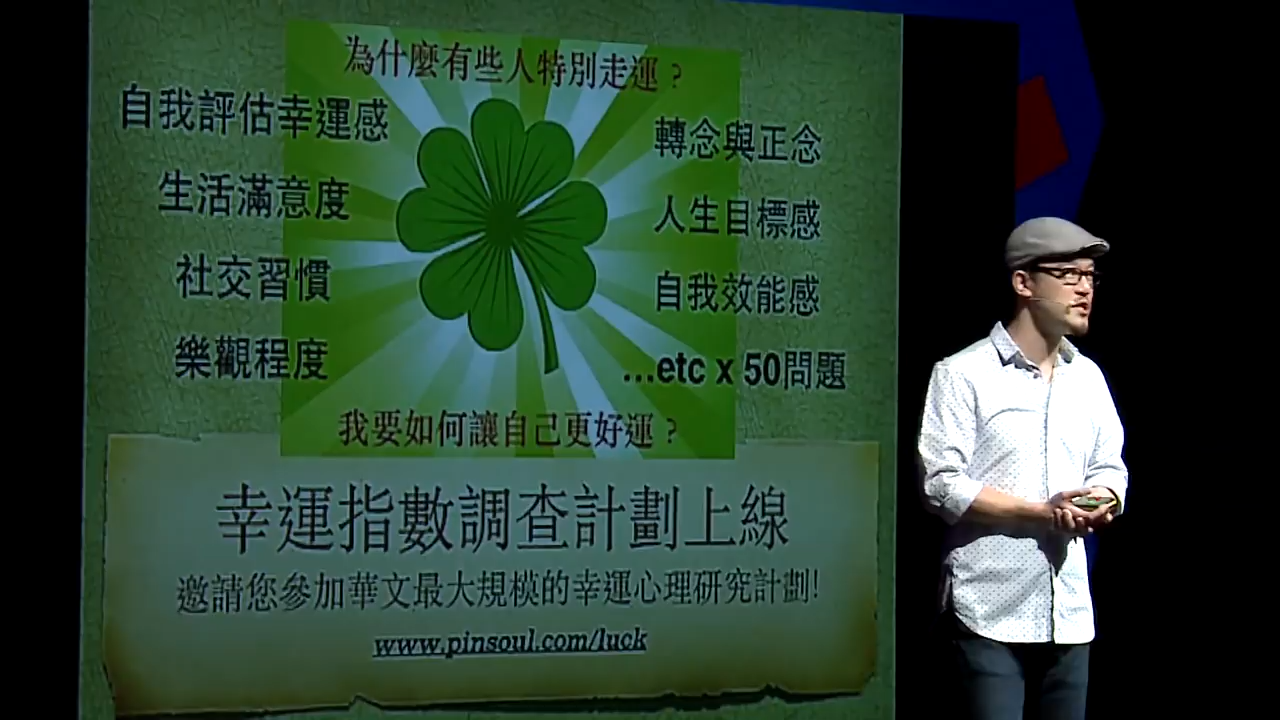 為什麼有些人特別走運?
自我評估幸運感
生活滿意度
社交習慣
樂觀程度
轉念與正念
人生目標感
自我效能感
...etc x 50問題
我要如何讓自己更好運?
幸運指數調查計劃上線
邀請您參加華文最大規模的幸運心理研究計劃!
www.pinsoul.com/luck